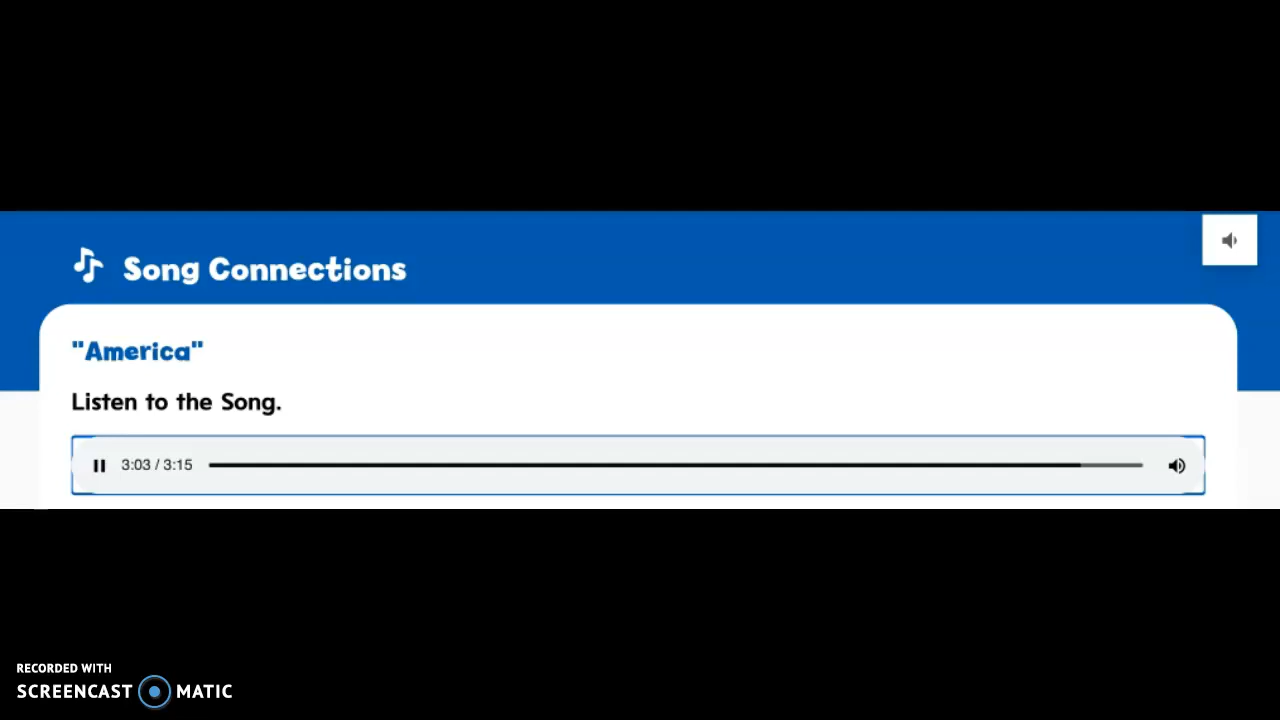 Song Connections
"America"
Listen to the Song.
3:03 / 3:15
RECORDED WITH
SCREENCAST MATIC